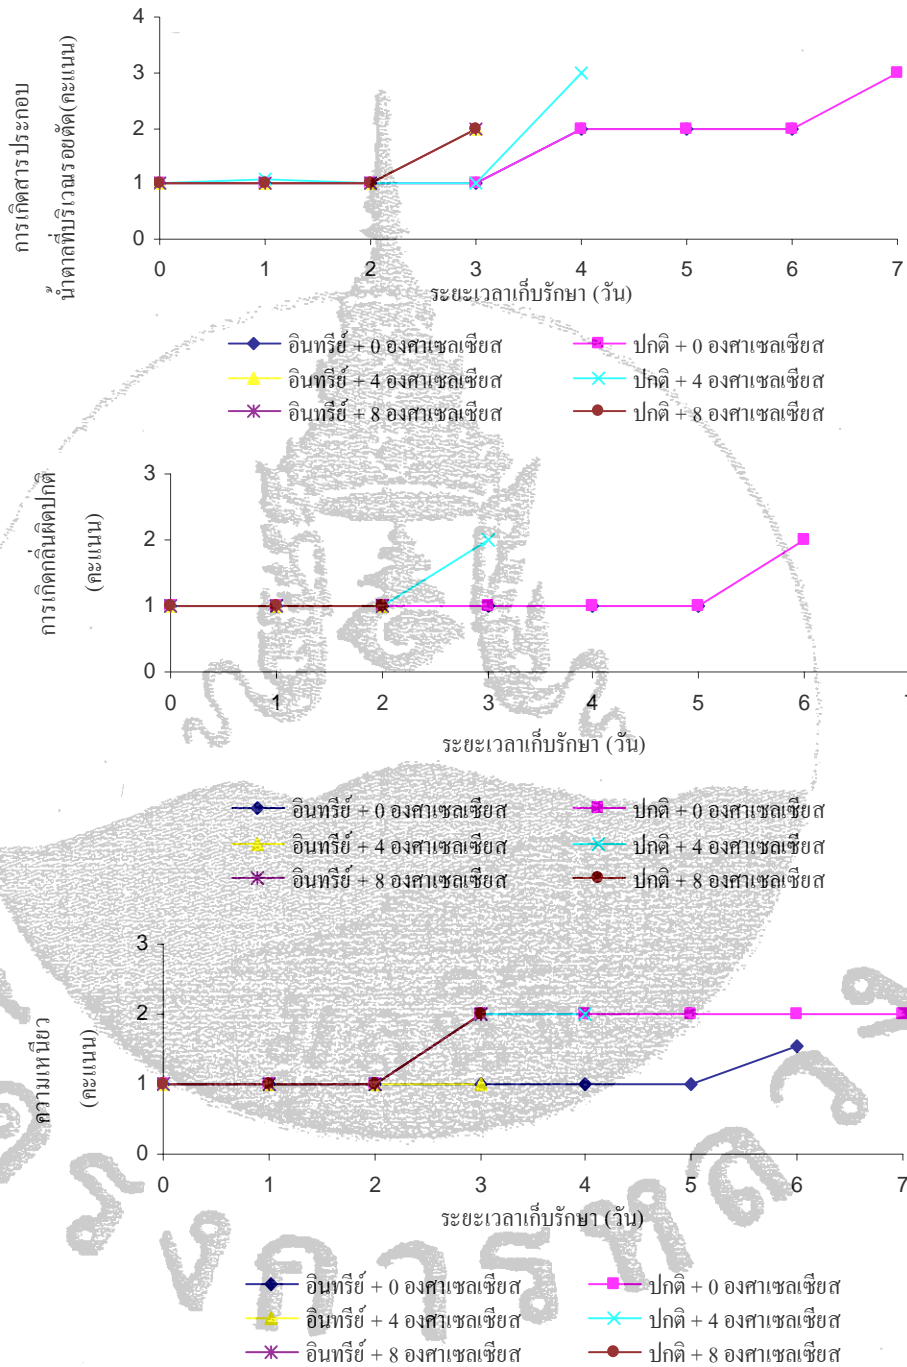 การเกิดสารประกอบ
น้ำตาลที่บริเวณรอยตัด(คะแนน)
4
3
2
1
0
0 1 2 3 4 5 6 7
ระยะเวลาเก็บรักษา (วัน)
อินทรีย์ + 0 องศาเซลเซียส ปกติ + 0 องศาเซลเซียส
อินทรีย์ + 4 องศาเซลเซียส ปกติ + 4 องศาเซลเซียส
อินทรีย์ + 8 องศาเซลเซียส ปกติ + 8 องศาเซลเซียส
การเกิดกลิ่นผิดปกติ
(คะแนน)
3
2
1
0
0 1 2 3 4 5 6
ระยะเวลาเก็บรักษา (วัน)
อินทรีย์ + 0 องศาเซลเซียส ปกติ + 0 องศาเซลเซียส
อินทรีย์ + 4 องศาเซลเซียส ปกติ + 4 องศาเซลเซียส
อินทรีย์ + 8 องศาเซลเซียส ปกติ + 8 องศาเซลเซียส
ความเหนียว
(คะแนน)
3
2
1
0
0 1 2 3 4 5 6 7
ระยะเวลาเก็บรักษา (วัน)
อินทรีย์ + 0 องศาเซลเซียส ปกติ + 0 องศาเซลเซียส
อินทรีย์ + 4 องศาเซลเซียส ปกติ + 4 องศาเซลเซียส
อินทรีย์ + 8 องศาเซลเซียส ปกติ + 8 องศาเซลเซียส